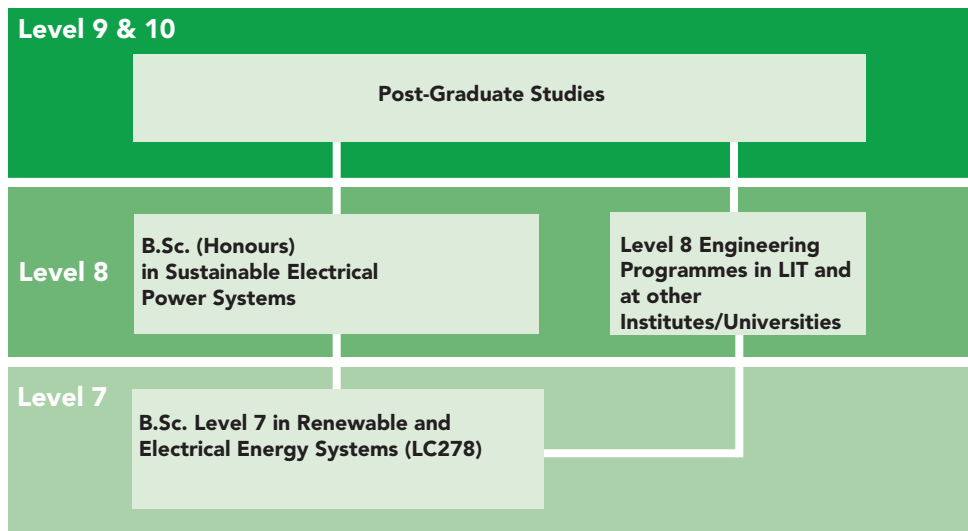 Level 9 & 10
Post-Graduate Studies
Level 8
B.Sc. (Honours)
in Sustainable Electrical
Power Systems
Level 8 Engineering
Programmes in LIT and
at other
Institutes/Universities
Level 7
B.Sc. Level 7 in Renewable and
Electrical Energy Systems (LC278)